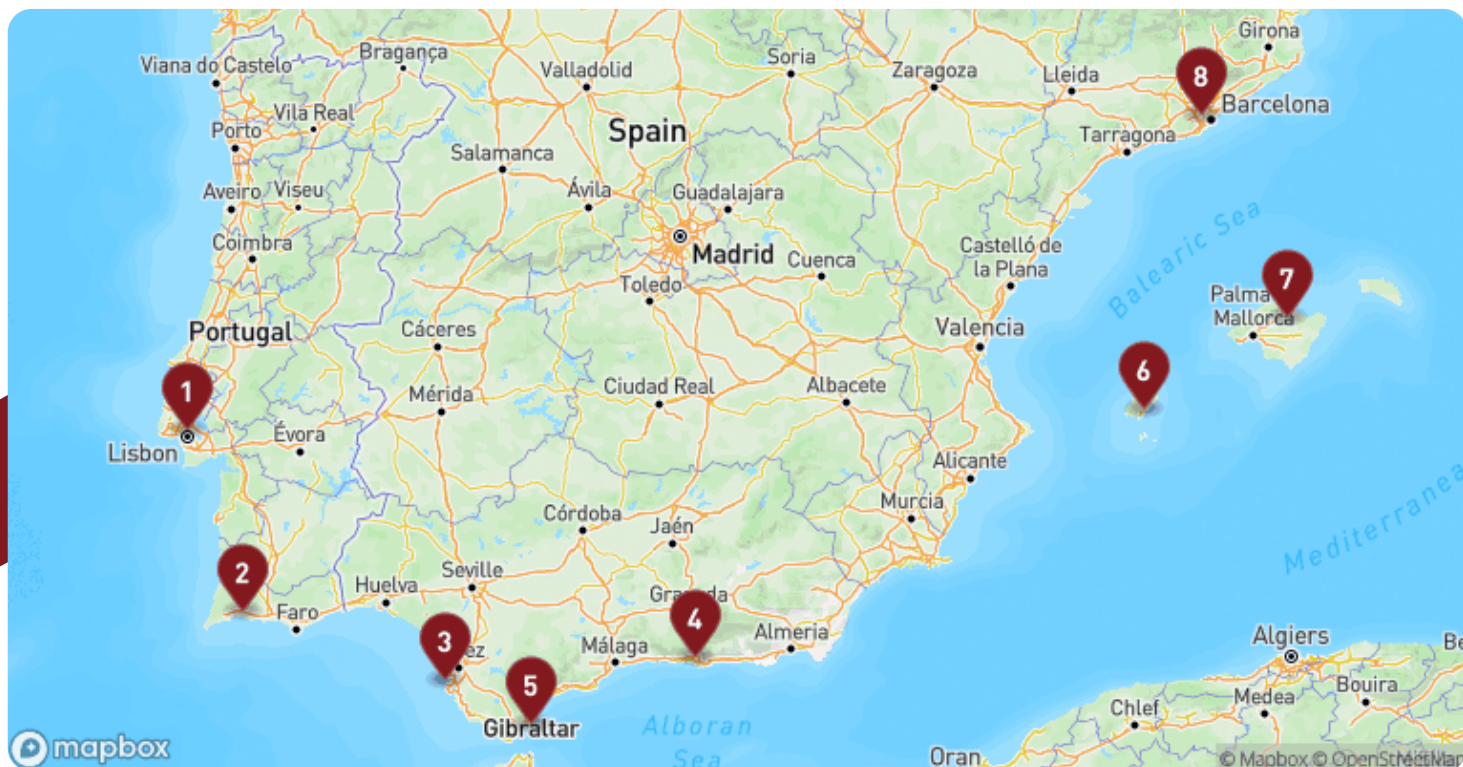 Girona
Bragança
Viana do Castelo
Valladolid
Soria
Zaragoza
Lleida
8
Barcelona
Vila Real
Spain
Porto
Tarragona
Salamanca
Aveiro
Viseu
Ávila
Guadalajara
Coimbra
Madrid
Cuenca
Castelló de
la Plana
Balearic Sea
Toledo
7
Palma
Mallorca
Portugal
Cáceres
Valencia
1
6
Mérida
Ciudad Real
Albacete
Évora
Lisbon
Alicante
Murcia
Mediterranea
Córdoba
Jaén
2
Seville
Huelva
Faro
4
3
Málaga
Almeria
Algiers
5
Gibraltar
Medea
Bouira
Chlef
Alboran
Sea
Oran
mapbox
© Mapbox © OpenStreetMap